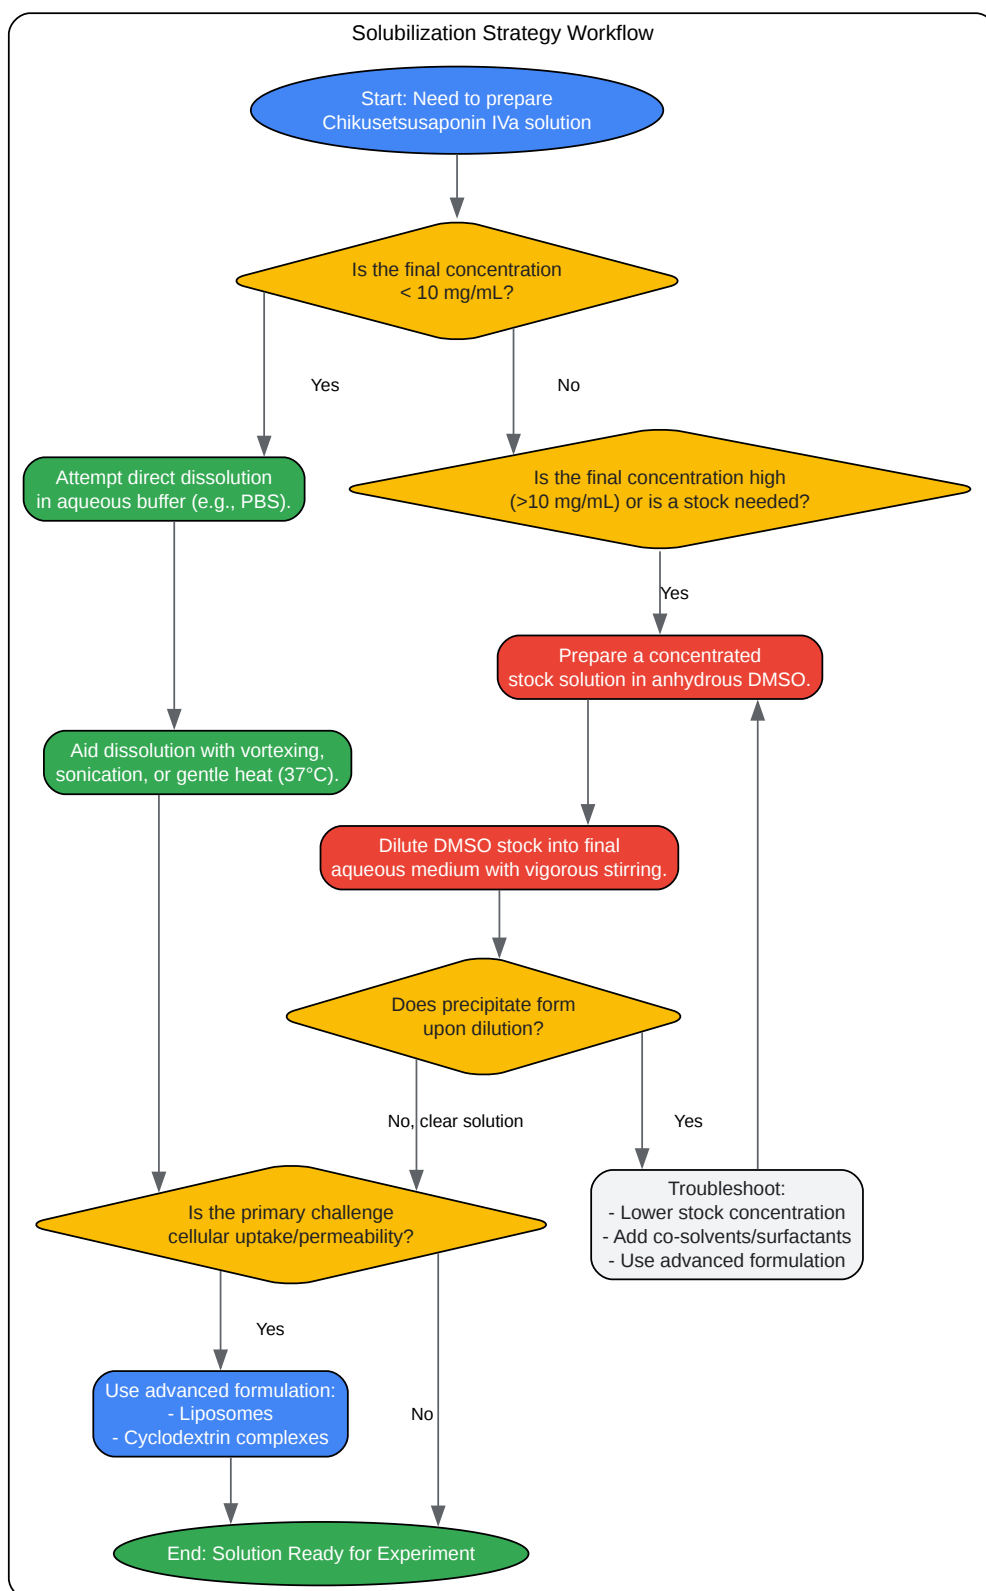 Solubilization Strategy Workflow
Start: Need to prepare
Chikusetsusaponin IVa solution
Is the final concentration
< 10 mg/mL?
Yes
No
Attempt direct dissolution
in aqueous buffer (e.g., PBS).
Is the final concentration high
(>10 mg/mL) or is a stock needed?
Yes
Prepare a concentrated
stock solution in anhydrous DMSO.
Aid dissolution with vortexing,
sonication, or gentle heat (37°C).
Dilute DMSO stock into final
aqueous medium with vigorous stirring.
Does precipitate form
upon dilution?
No, clear solution
Yes
Is the primary challenge
cellular uptake/permeability?
Troubleshoot:
- Lower stock concentration
- Add co-solvents/surfactants
- Use advanced formulation
Yes
No
Use advanced formulation:
- Liposomes
- Cyclodextrin complexes
End: Solution Ready for Experiment